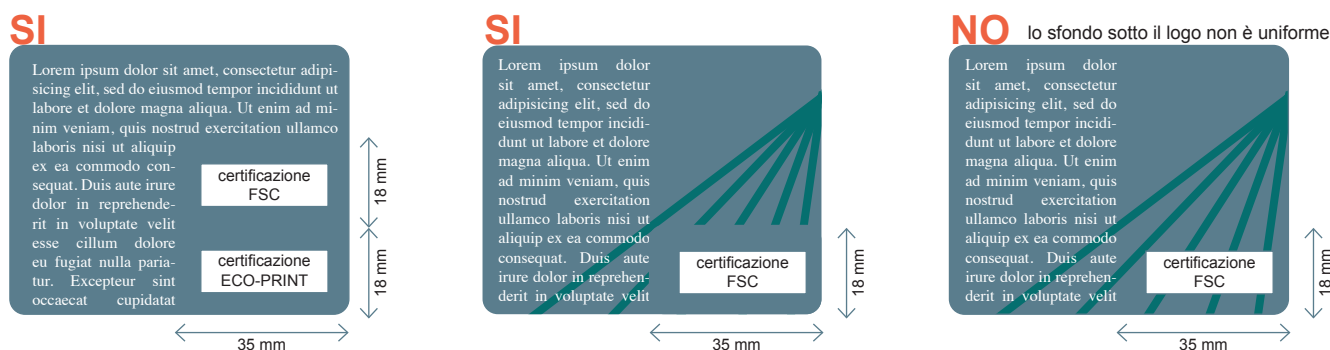 SI
Lorem ipsum dolor sit amet, consectetur adipi-
sicing elit, sed do eiusmod tempor incididunt ut
labore et dolore magna aliqua. Ut enim ad mi-
nim veniam, quis nostrud exercitation ullamco
laboris nisi ut aliquip
ex ea commodo con-
sequat. Duis aute irure
dolor in reprehende-
rit in voluptate velit
esse cillum dolore
eu fugiat nulla paria-
tur. Excepteur sint
occaecat cupidatat
certificazione
FSC
certificazione
ECO-PRINT
18 mm
18 mm
35 mm
SI
Lorem ipsum dolor
sit amet, consectetur
adipisicing elit, sed do
eiusmod tempor incidi-
dunt ut labore et dolore
magna aliqua. Ut enim
ad minim veniam, quis
nostrud exercitation
ullamco laboris nisi ut
aliquip ex ea commodo
consequat. Duis aute
irure dolor in reprehen-
derit in voluptate velit
certificazione
FSC
18 mm
35 mm
NO lo sfondo sotto il logo non è uniforme
Lorem ipsum dolor
sit amet, consectetur
adipisicing elit, sed do
eiusmod tempor incidi-
dunt ut labore et dolore
magna aliqua. Ut enim
ad minim veniam, quis
nostrud exercitation
ullamco laboris nisi ut
aliquip ex ea commodo
consequat. Duis aute
irure dolor in reprehen-
derit in voluptate velit
certificazione
FSC
18 mm
35 mm